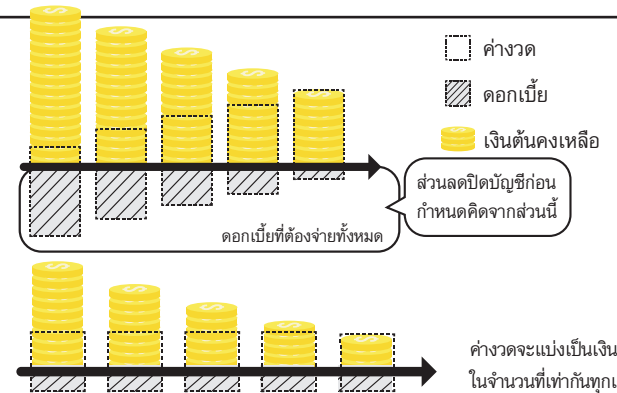 ค่างวด
ดอกเบี้ย
เงินต้นคงเหลือ
ส่วนลดปิดบัญชีก่อน
กำหนดคิดจากส่วนนี้
ดอกเบี้ยที่ต้องจ่ายทั้งหมด
ค่างวดจะแบ่งเป็นเงิน
ในจำนวนที่เท่ากันทุก